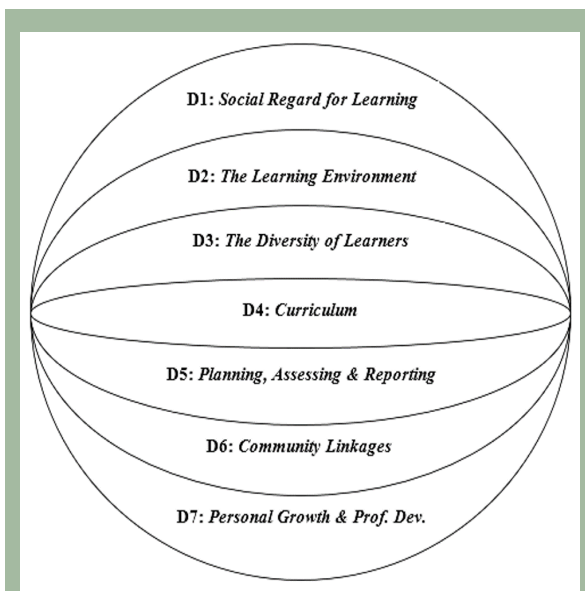 D1: Social Regard for Learning
D2: The Learning Environment
D3: The Diversity of Learners
D4: Curriculum
D5: Planning, Assessing & Reporting
D6: Community Linkages
D7: Personal Growth & Prof. Dev.